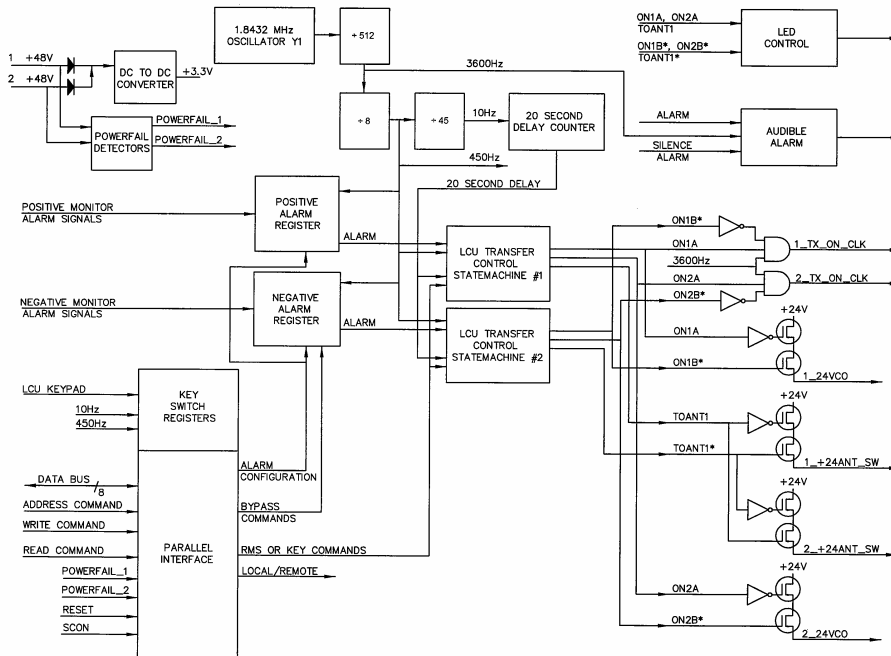 1.8432 MHz
OSCILLATOR Y1
÷512
3600Hz
1 +48V
2 +48V
DC TO DC
CONVERTER
+3.3V
POWERFAIL
DETECTORS
POWERFAIL_1
POWERFAIL_2
÷8
÷45
10Hz
20 SECOND
DELAY COUNTER
450Hz
20 SECOND DELAY
ON1A, ON2A
TOANT1
ON1B*, ON2B*
TOANT1*
LED
CONTROL
ALARM
SILENCE
ALARM
AUDIBLE
ALARM
POSITIVE MONITOR
ALARM SIGNALS
POSITIVE
ALARM
REGISTER
ALARM
NEGATIVE MONITOR
ALARM SIGNALS
NEGATIVE
ALARM
REGISTER
ALARM
LCU TRANSFER
CONTROL
STATEMACHINE #1
LCU TRANSFER
CONTROL
STATEMACHINE #2
ON1B*
ON1A
3600Hz
ON2A
ON2B*
1_TX_ON_CLK
2_TX_ON_CLK
+24V
ON1A
ON1B*
1_24VCO
+24V
TOANT1
TOANT1*
1_+24ANT_SW
+24V
2_+24ANT_SW
+24V
ON2A
ON2B*
2_24VCO
LCU KEYPAD
10Hz
450Hz
KEY
SWITCH
REGISTERS
DATA BUS
8
ADDRESS COMMAND
WRITE COMMAND
READ COMMAND
POWERFAIL_1
POWERFAIL_2
RESET
SCON
PARALLEL
INTERFACE
ALARM
CONFIGURATION
BYPASS
COMMANDS
RMS OR KEY COMMANDS
LOCAL/REMOTE